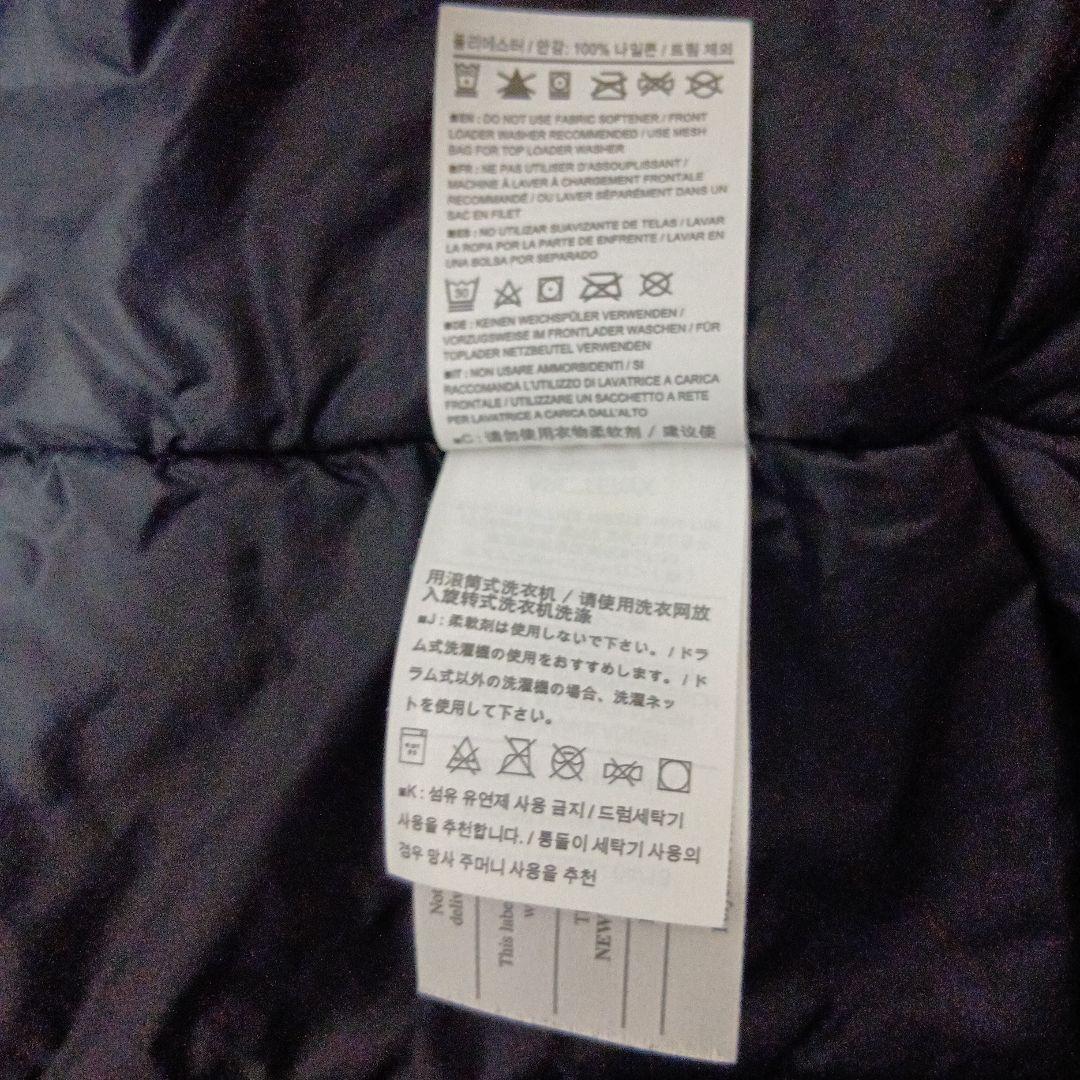 폴리에스터 / 안감: 100% 나일론 / 트림 제외
■EN : DO NOT USE FABRIC SOFTENER / FRONT
LOADER WASHER RECOMMENDED / USE MESH
BAG FOR TOP LOADER WASHER
■FR : NE PAS UTILISER D'ASSOUPLISSANT /
MACHINE À LAVER À CHARGEMENT FRONTALE
RECOMMANDÉ / OU LAVER SÉPARÉMENT DANS UN
SAC EN FILET
■ES : NO UTILIZAR SUAVIZANTE DE TELAS / LAVAR
LA ROPA POR LA PARTE DE ENFRENTE / LAVAR EN
UNA BOLSA POR SEPARADO
30
■DE : KEINEN WEICHSPÜLER VERWENDEN /
VORZUGSWEISE IM FRONTLADER WASCHEN / FÜR
TOPLADER NETZBEUTEL VERWENDEN
■IT : NON USARE AMMORBIDENTI / SI
RACCOMANDA L'UTILIZZO DI LAVATRICE A CARICA
FRONTALE / UTILIZZARE UN SACCHETTO A RETE
PER LAVATRICE A CARICA DALL'ALTO
■C : 请勿使用衣物柔软剂 / 建议使
用滚筒式洗衣机 / 请使用洗衣网放
入旋转式洗衣机洗涤
■J : 柔軟剤は使用しないで下さい。 / ドラ
ム式洗濯機の使用をおすすめします。 / ド
ラム式以外の洗濯機の場合、洗濯ネッ
トを使用して下さい。
■K : 섬유 유연제 사용 금지 / 드럼세탁기
사용을 추천합니다. / 통돌이 세탁기 사용의
경우 망사 주머니 사용을 추천
Not
deliv
This labe
w
T
NEW